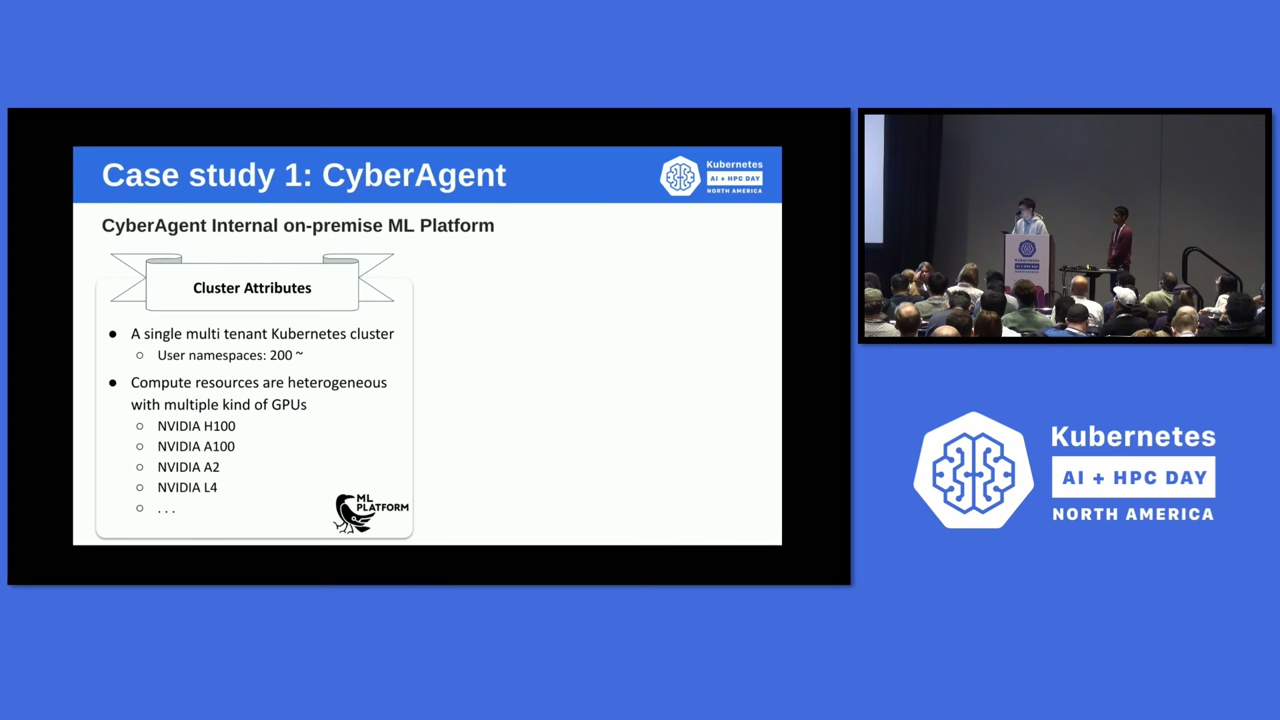 Case study 1: CyberAgent
Kubernetes
AI + HPC DAY
NORTH AMERICA
CyberAgent Internal on-premise ML Platform
Cluster Attributes
● A single multi tenant Kubernetes cluster
○ User namespaces: 200 ~
● Compute resources are heterogeneous
with multiple kind of GPUs
○ NVIDIA H100
○ NVIDIA A100
○ NVIDIA A2
○ NVIDIA L4
○ . . .
ML
PLATFORM
Kubernetes
AI + HPC DAY
NORTH AMERICA